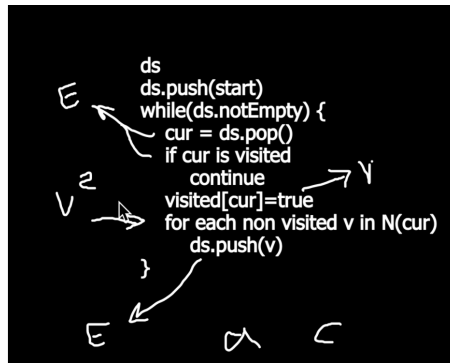 ds
ds.push(start)
E while(ds.notEmpty) {
cur = ds.pop()
if cur is visited
continue
V² visited[cur]=true V
for each non visited v in N(cur)
ds.push(v)
}
E a c